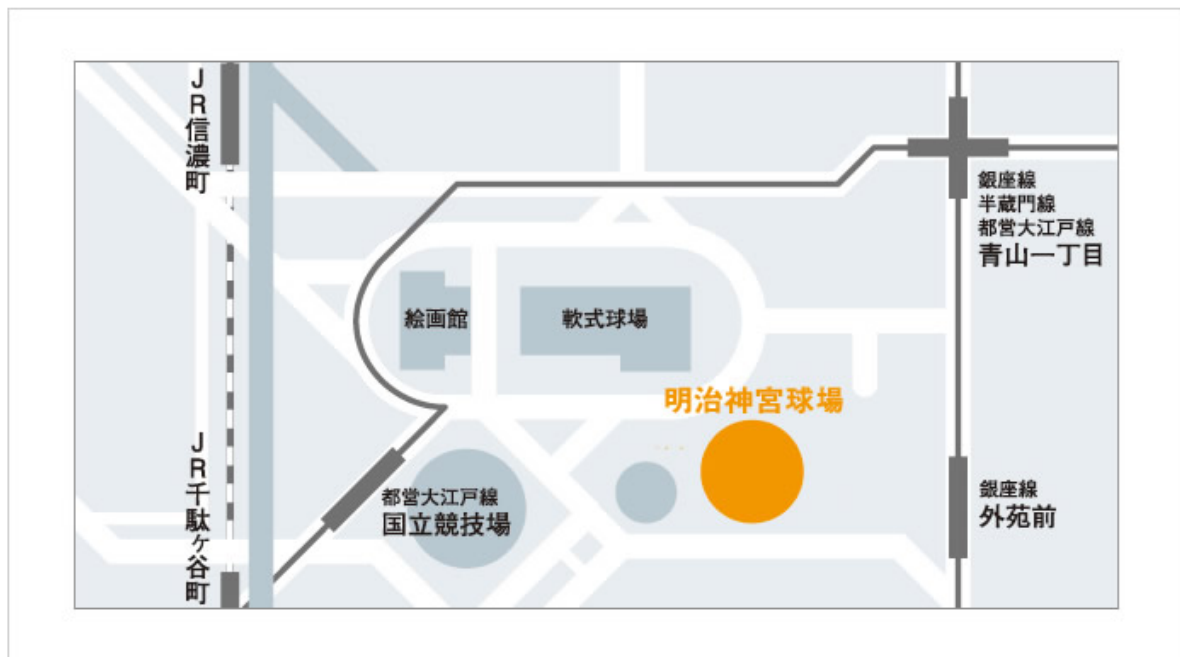 JR信濃町
銀座線
半蔵門線
都営大江戸線
青山一丁目
絵画館
軟式球場
明治神宮球場
JR千駄ヶ谷町
都営大江戸線
国立競技場
銀座線
外苑前